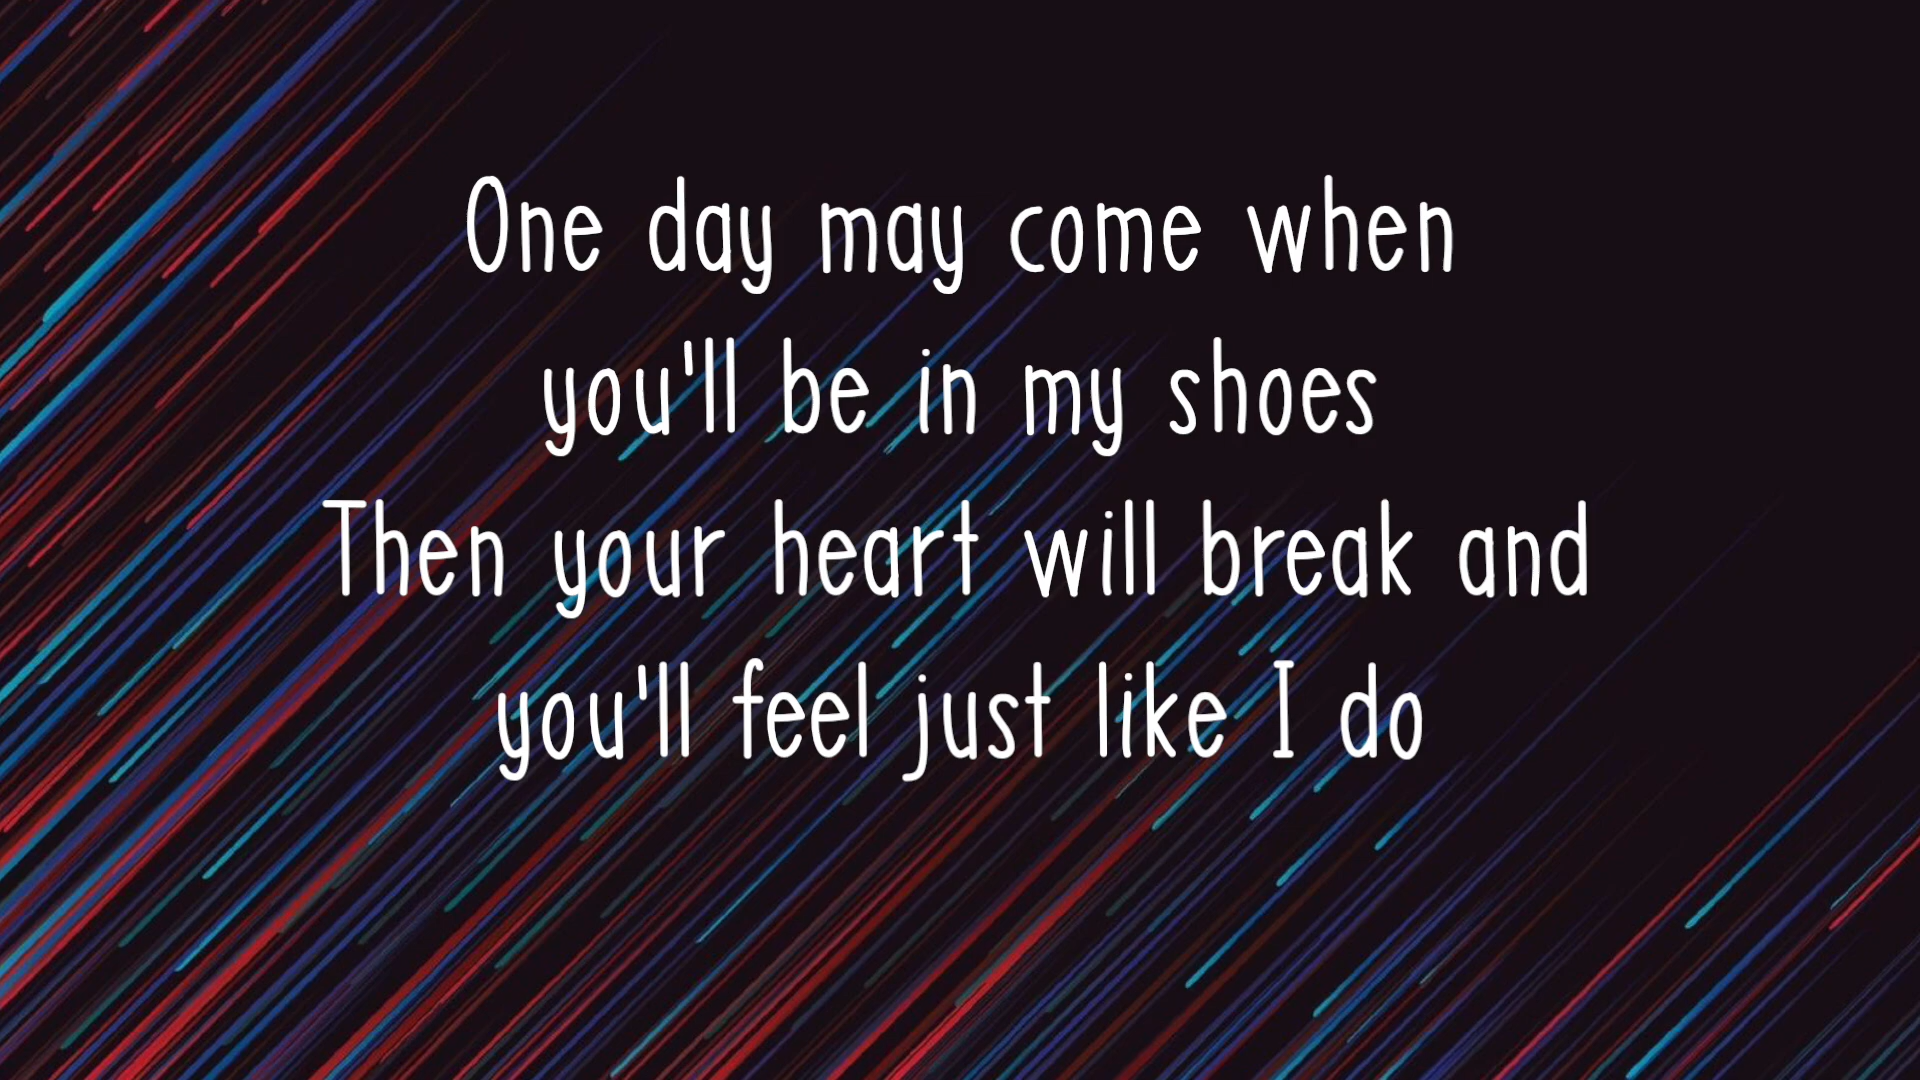 One day may come when
you'll be in my shoes
Then your heart will break and
you'll feel just like I do